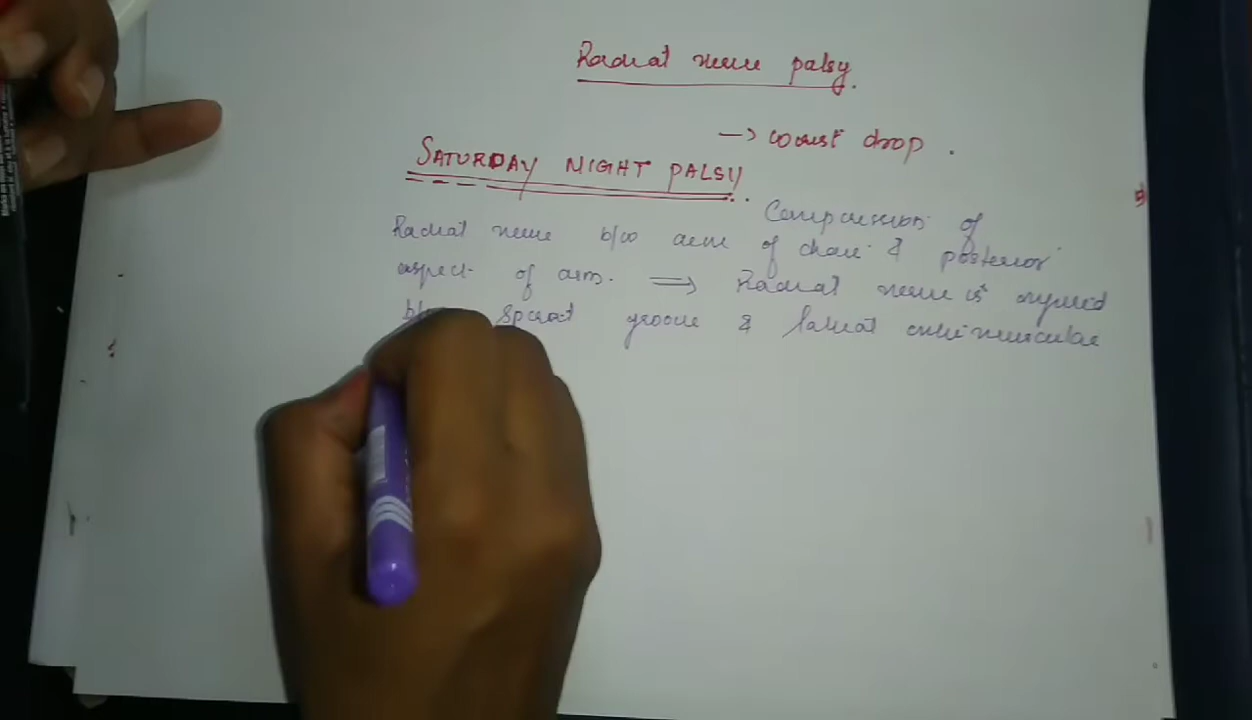 Radial nerve palsy.
→ wrist drop.
SATURDAY NIGHT PALSY.
Compression of
Radial nerve b/w arm of chair & posterior
aspect of arm. ⇒ Radial nerve is injured
b/w Spiral groove & lateral intermuscular